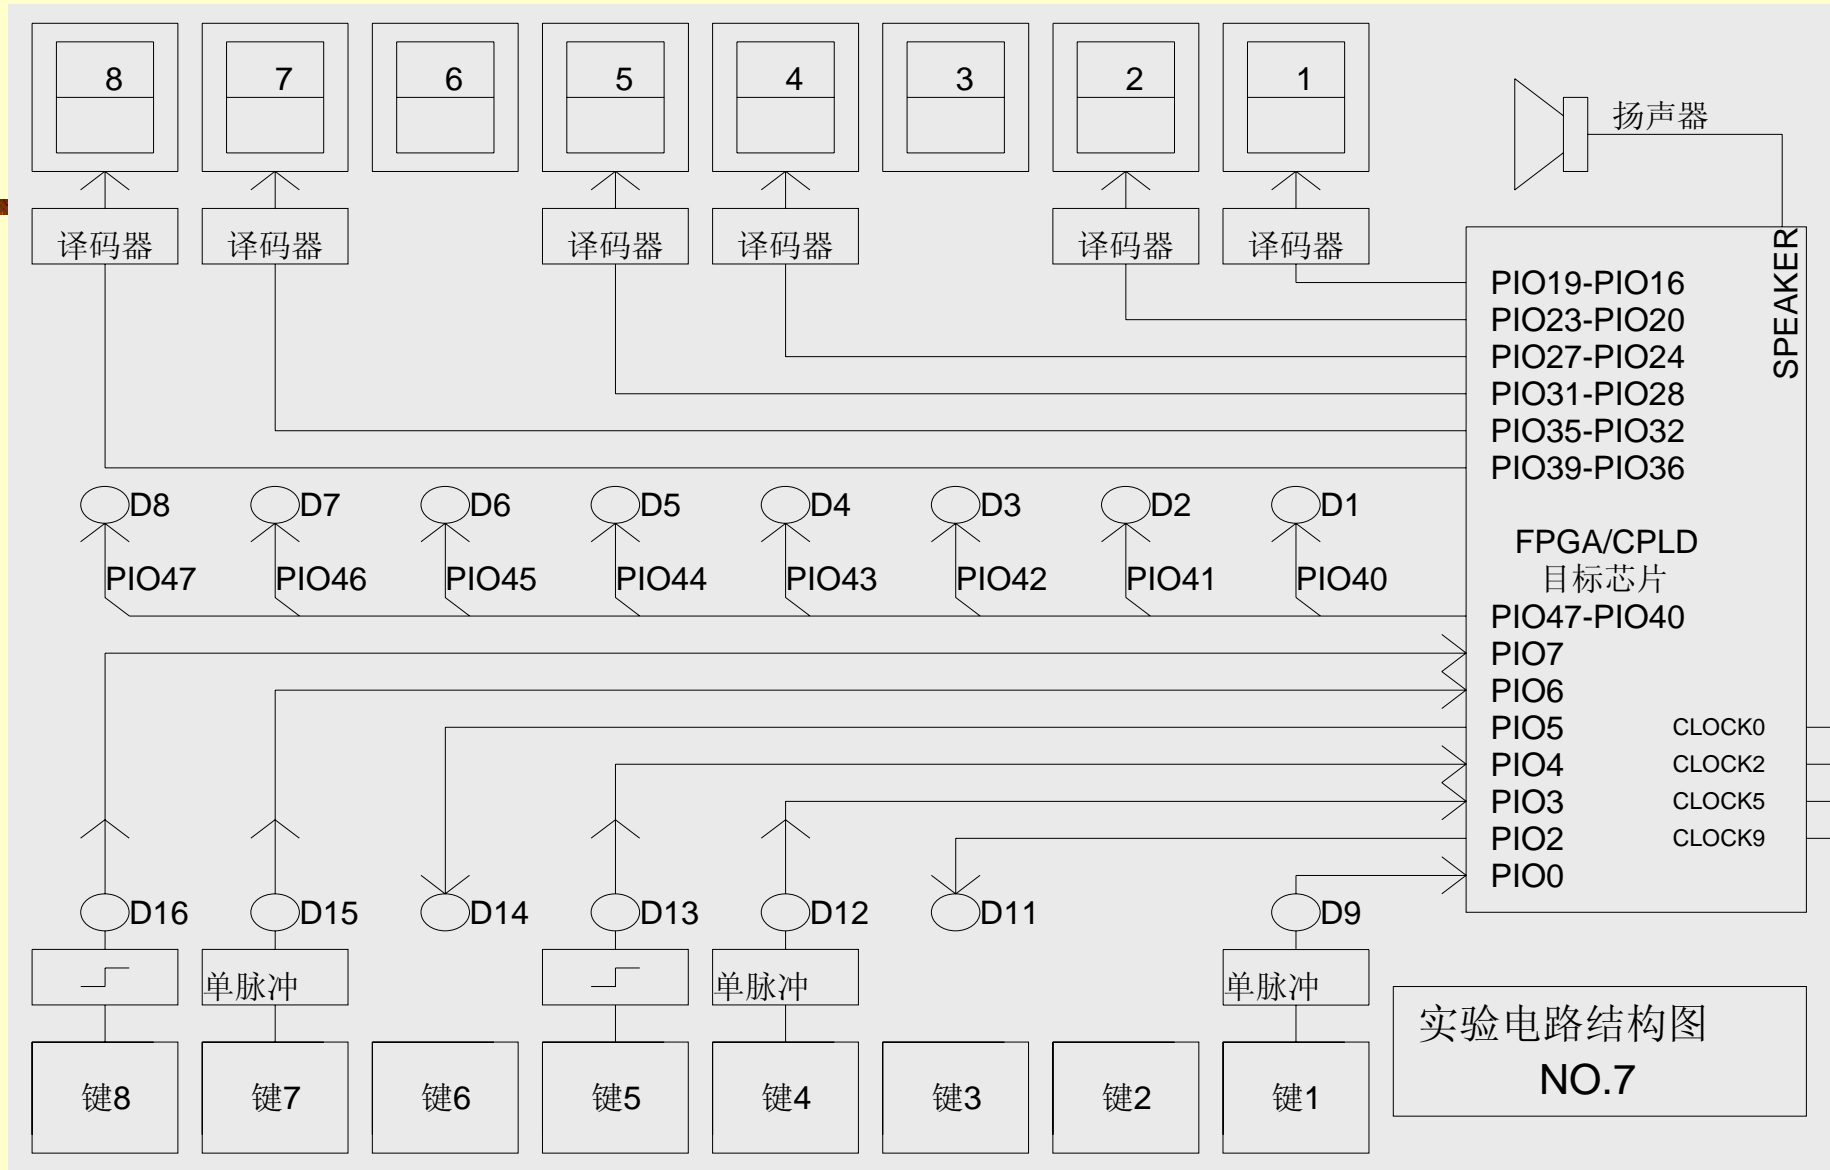 8 7 6 5 4 3 2 1
扬声器
译码器 译码器 译码器 译码器 译码器 译码器
SPEAKER
PIO19-PIO16
PIO23-PIO20
PIO27-PIO24
PIO31-PIO28
PIO35-PIO32
PIO39-PIO36
D8 D7 D6 D5 D4 D3 D2 D1
FPGA/CPLD
目标芯片
PIO47 PIO46 PIO45 PIO44 PIO43 PIO42 PIO41 PIO40
PIO47-PIO40
PIO7
PIO6
PIO5 CLOCK0
PIO4 CLOCK2
PIO3 CLOCK5
PIO2 CLOCK9
PIO0
D16 D15 D14 D13 D12 D11 D9
单脉冲 单脉冲 单脉冲
实验电路结构图
NO.7
键8 键7 键6 键5 键4 键3 键2 键1